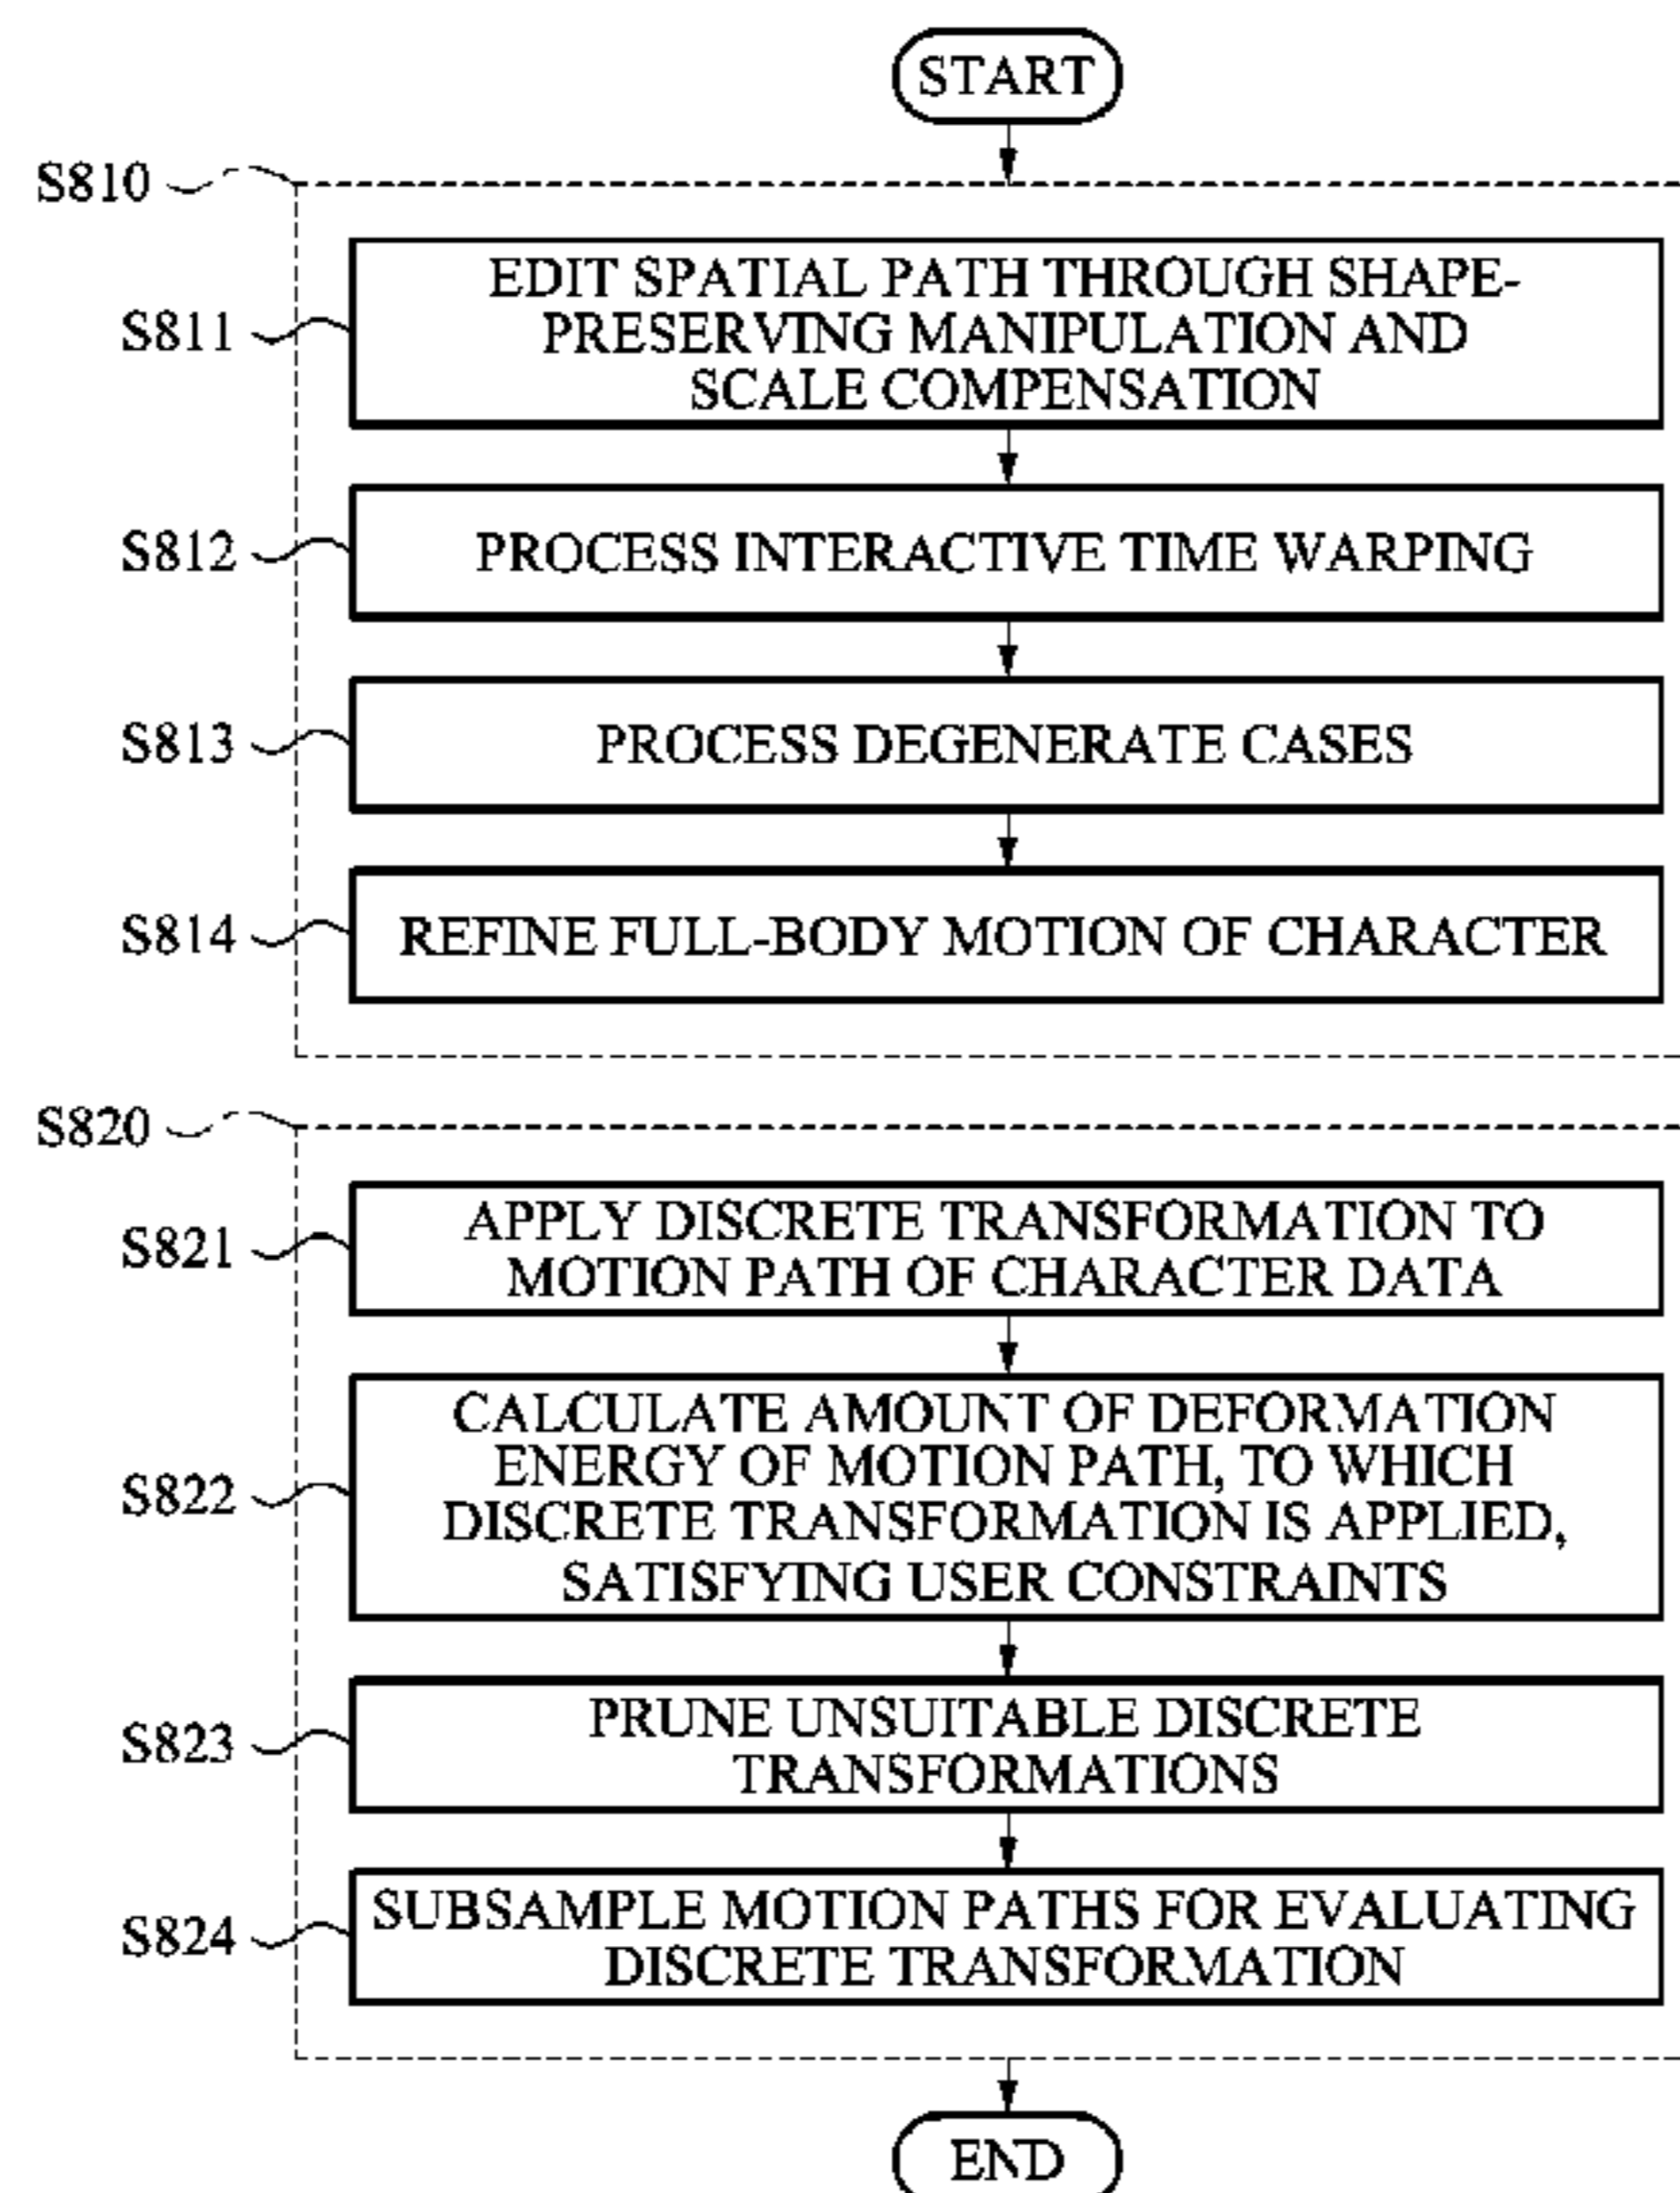 START
S810
S811
EDIT SPATIAL PATH THROUGH SHAPE-
PRESERVING MANIPULATION AND
SCALE COMPENSATION
S812
PROCESS INTERACTIVE TIME WARPING
S813
PROCESS DEGENERATE CASES
S814
REFINE FULL-BODY MOTION OF CHARACTER
S820
S821
APPLY DISCRETE TRANSFORMATION TO
MOTION PATH OF CHARACTER DATA
S822
CALCULATE AMOUNT OF DEFORMATION
ENERGY OF MOTION PATH, TO WHICH
DISCRETE TRANSFORMATION IS APPLIED,
SATISFYING USER CONSTRAINTS
S823
PRUNE UNSUITABLE DISCRETE
TRANSFORMATIONS
S824
SUBSAMPLE MOTION PATHS FOR EVALUATING
DISCRETE TRANSFORMATION
END